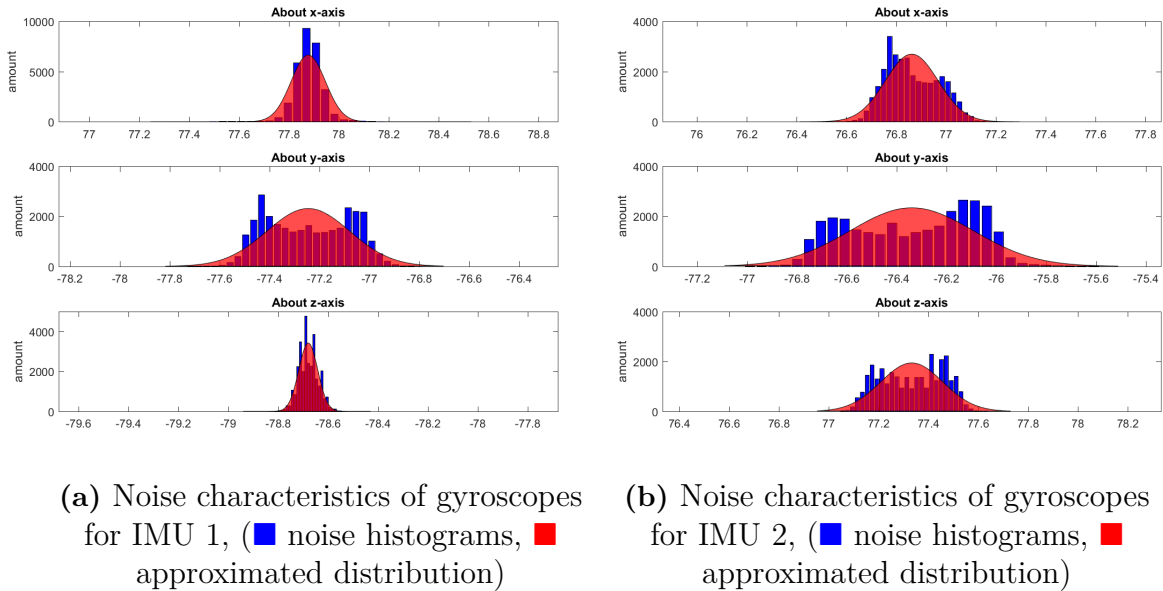 About x-axis
10000
5000
0
amount
77 77.2 77.4 77.6 77.8 78 78.2 78.4 78.6 78.8
About y-axis
4000
2000
0
amount
-78.2 -78 -77.8 -77.6 -77.4 -77.2 -77 -76.8 -76.6 -76.4
About z-axis
4000
2000
0
amount
-79.6 -79.4 -79.2 -79 -78.8 -78.6 -78.4 -78.2 -78 -77.8
(a) Noise characteristics of gyroscopes
for IMU 1, (■ noise histograms, ■
approximated distribution)
About x-axis
4000
2000
0
amount
76 76.2 76.4 76.6 76.8 77 77.2 77.4 77.6 77.8
About y-axis
4000
2000
0
amount
-77.2 -77 -76.8 -76.6 -76.4 -76.2 -76 -75.8 -75.6 -75.4
About z-axis
4000
2000
0
amount
76.4 76.6 76.8 77 77.2 77.4 77.6 77.8 78 78.2
(b) Noise characteristics of gyroscopes
for IMU 2, (■ noise histograms, ■
approximated distribution)